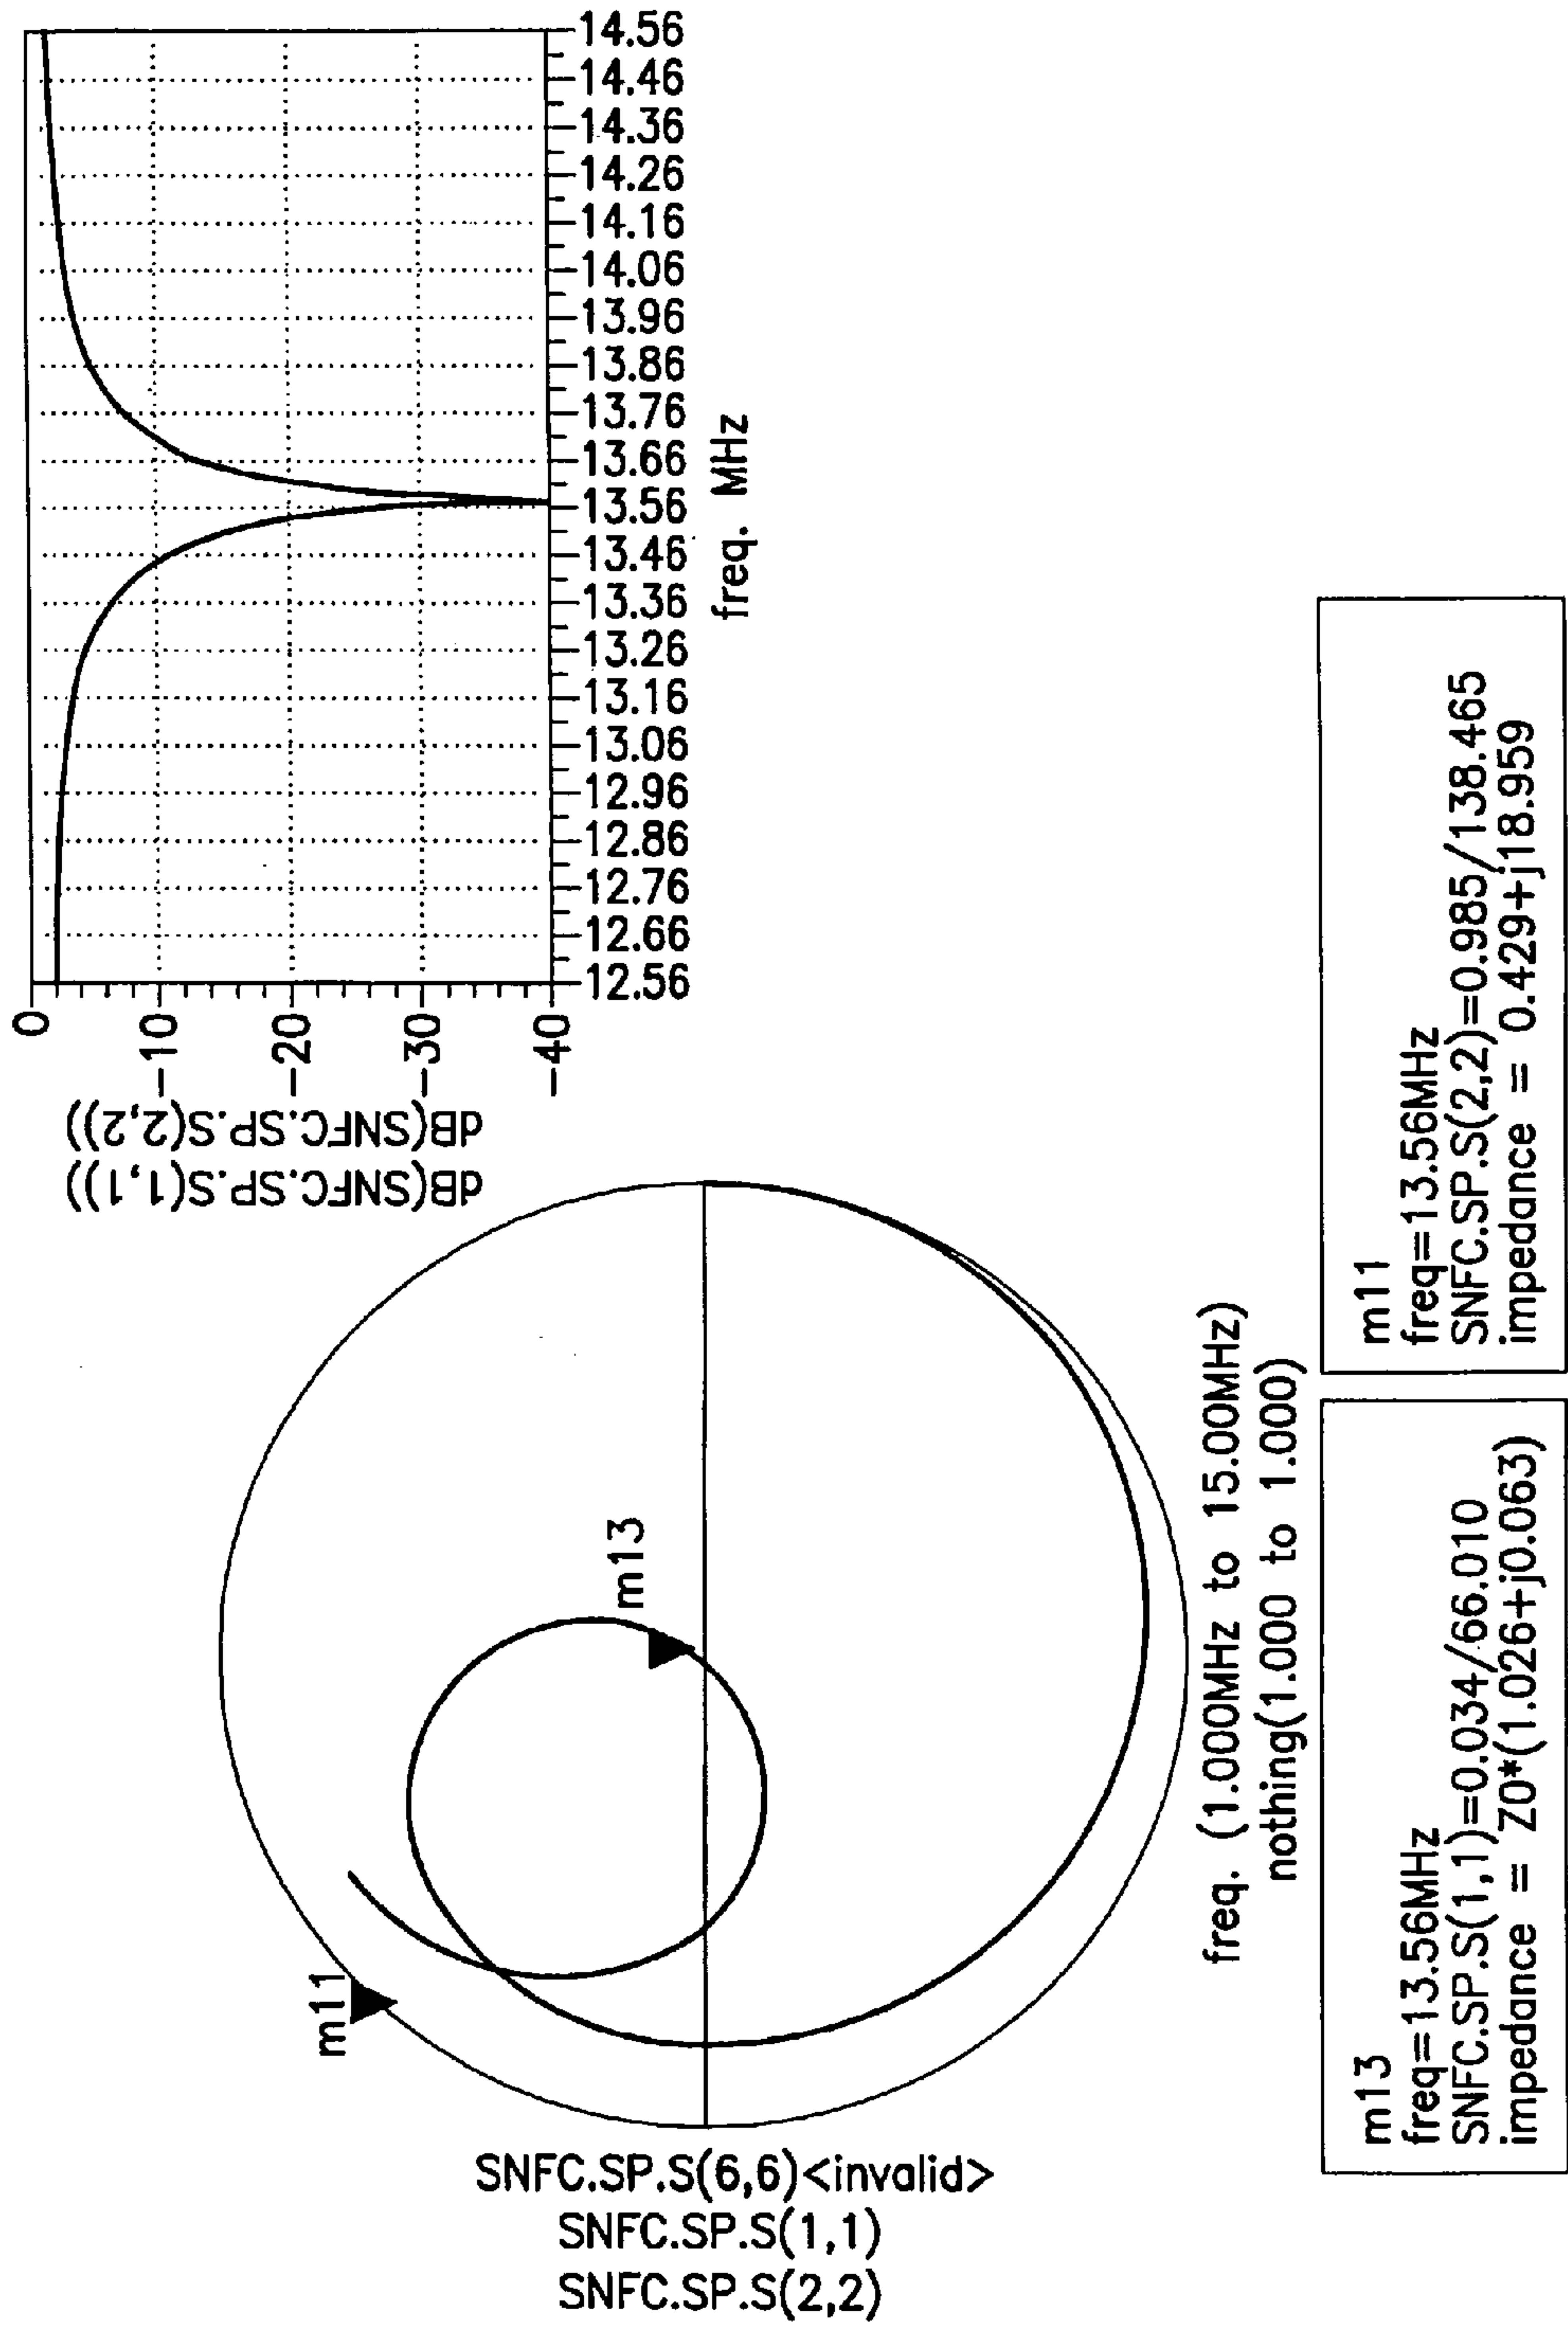 SNFC.SP.S(6,6)<invalid>
SNFC.SP.S(1,1)
SNFC.SP.S(2,2)
m11
m13
freq. (1.000MHz to 15.00MHz)
nothing(1.000 to 1.000)
dB(SNFC.SP.S(1,1))
dB(SNFC.SP.S(2,2))
0
-10
-20
-30
-40
12.56
12.66
12.76
12.86
12.96
13.06
13.16
13.26
13.36
13.46
13.56
13.66
13.76
13.86
13.96
14.06
14.16
14.26
14.36
14.46
14.56
freq. MHz
m13
freq=13.56MHz
SNFC.SP.S(1,1)=0.034/66.010
impedance = Z0*(1.026+j0.063)
m11
freq=13.56MHz
SNFC.SP.S(2,2)=0.985/138.465
impedance = 0.429+j18.959